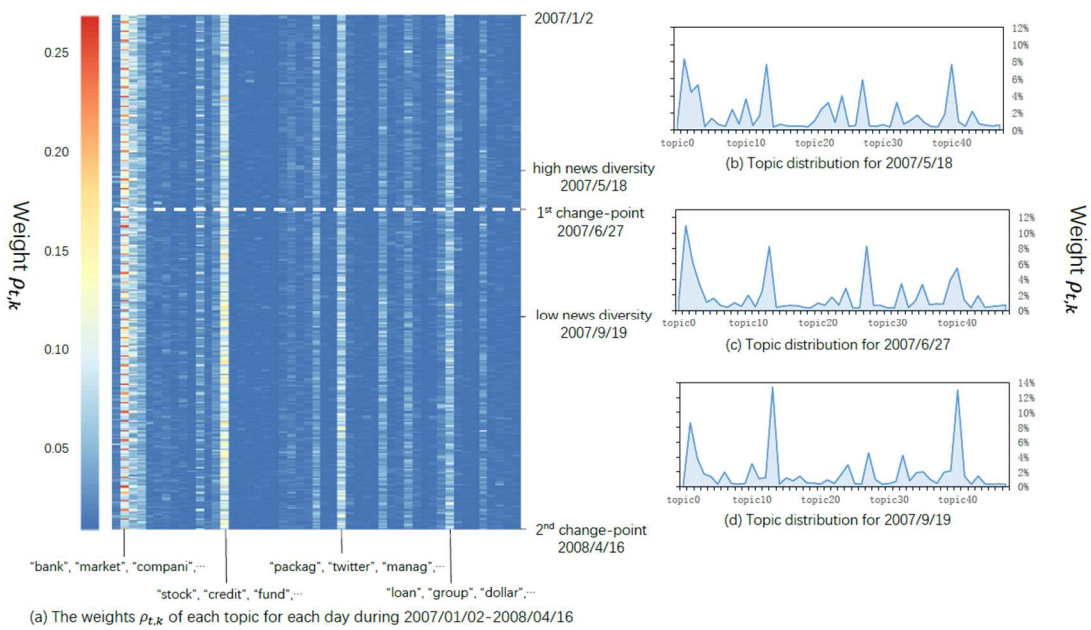 0.25
0.20
0.15
0.10
0.05
Weight ρt,k
2007/1/2
high news diversity
2007/5/18
1st change-point
2007/6/27
low news diversity
2007/9/19
2nd change-point
2008/4/16
"bank", "market", "compani",···
"stock", "credit", "fund",···
"packag", "twitter", "manag",···
"loan", "group", "dollar",···
(a) The weights ρt,k of each topic for each day during 2007/01/02-2008/04/16
12%
10%
8%
6%
4%
2%
0%
topic0 topic10 topic20 topic30 topic40
(b) Topic distribution for 2007/5/18
12%
10%
8%
6%
4%
2%
0%
topic0 topic10 topic20 topic30 topic40
(c) Topic distribution for 2007/6/27
14%
12%
10%
8%
6%
4%
2%
0%
topic0 topic10 topic20 topic30 topic40
(d) Topic distribution for 2007/9/19
Weight ρt,k